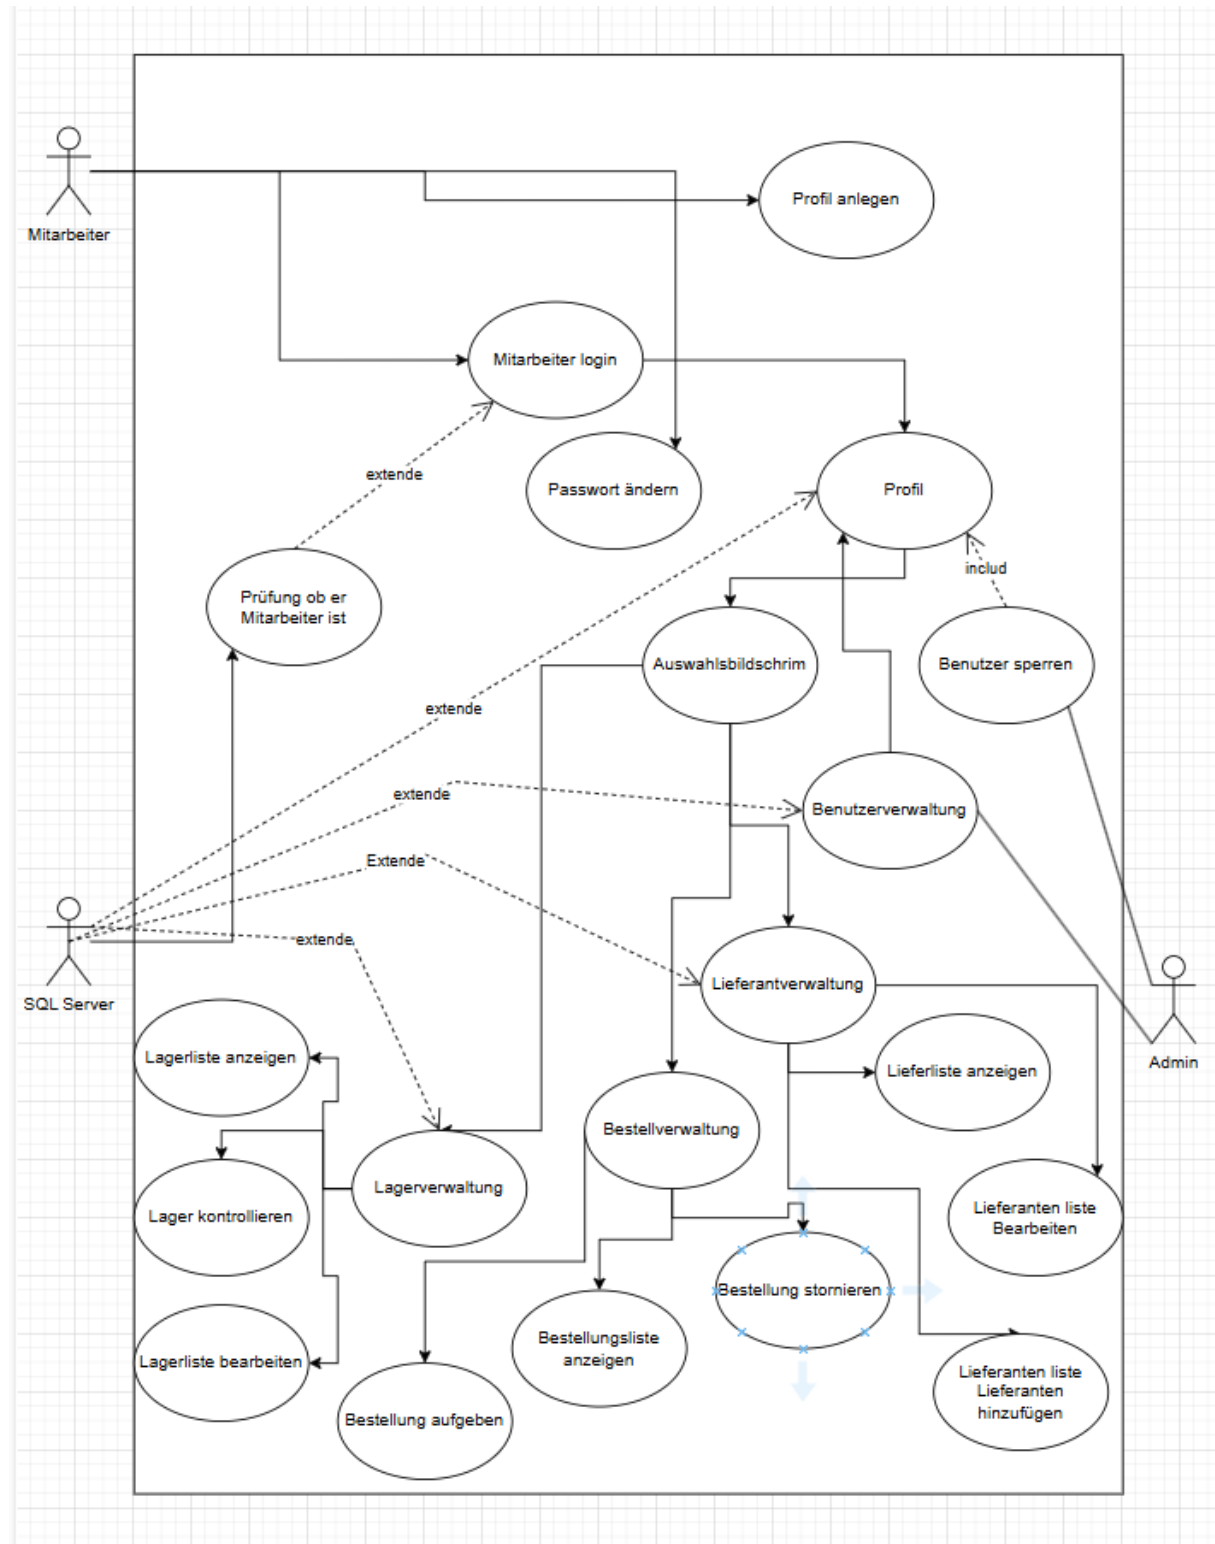 Profil anlegen
Mitarbeiter
Mitarbeiter login
extende
Passwort ändern
Profil
includ
Prüfung ob er
Mitarbeiter ist
Auswahlsbildschrim
Benutzer sperren
extende
extende
Benutzerverwaltung
Extende
extende
Lieferantverwaltung
SQL Server
Lagerliste anzeigen
Lieferliste anzeigen
Admin
Bestellverwaltung
Lagerverwaltung
Lager kontrollieren
Lieferanten liste
Bearbeiten
Bestellung stornieren
Bestellungsliste
anzeigen
Lagerliste bearbeiten
Lieferanten liste
Lieferanten
hinzufügen
Bestellung aufgeben